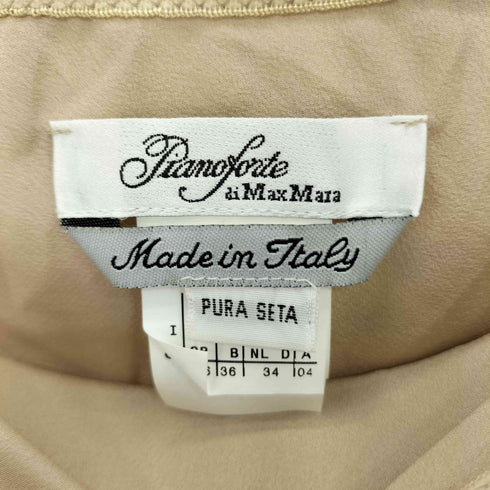 Pianoforte
di MaxMara
Made in Italy
PURA SETA
I
B NL D A
36 34 04